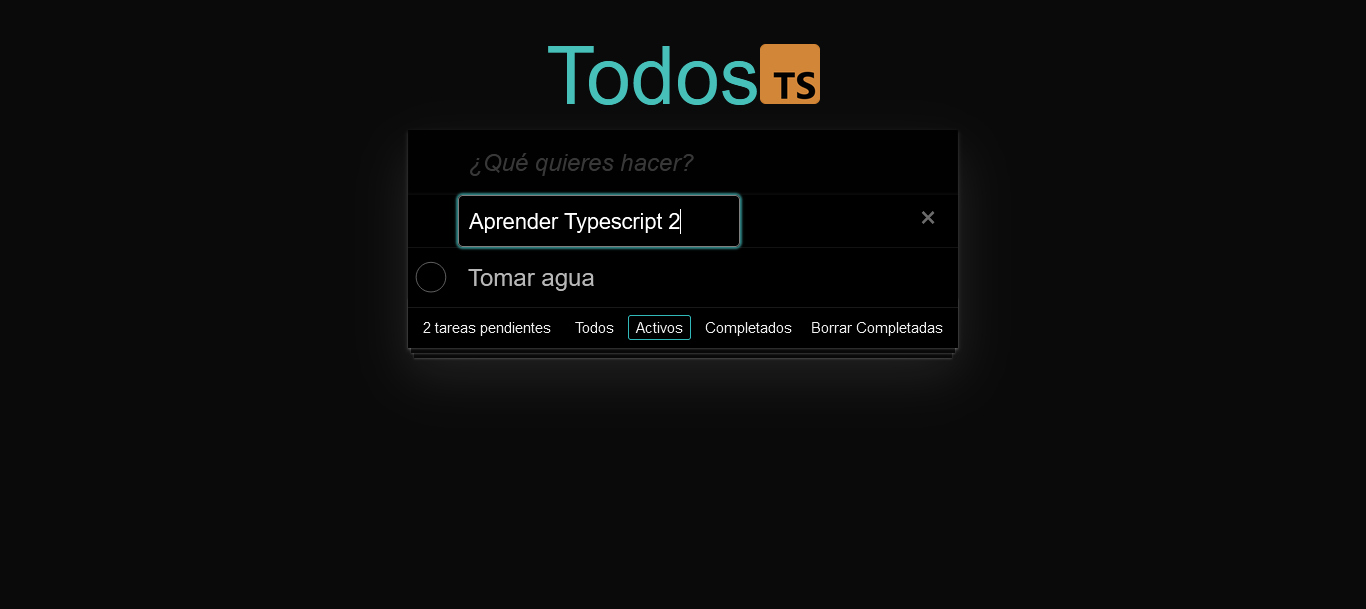 Todos TS
¿Qué quieres hacer?
Aprender Typescript 2
×
Tomar agua
2 tareas pendientes Todos Activos Completados Borrar Completadas